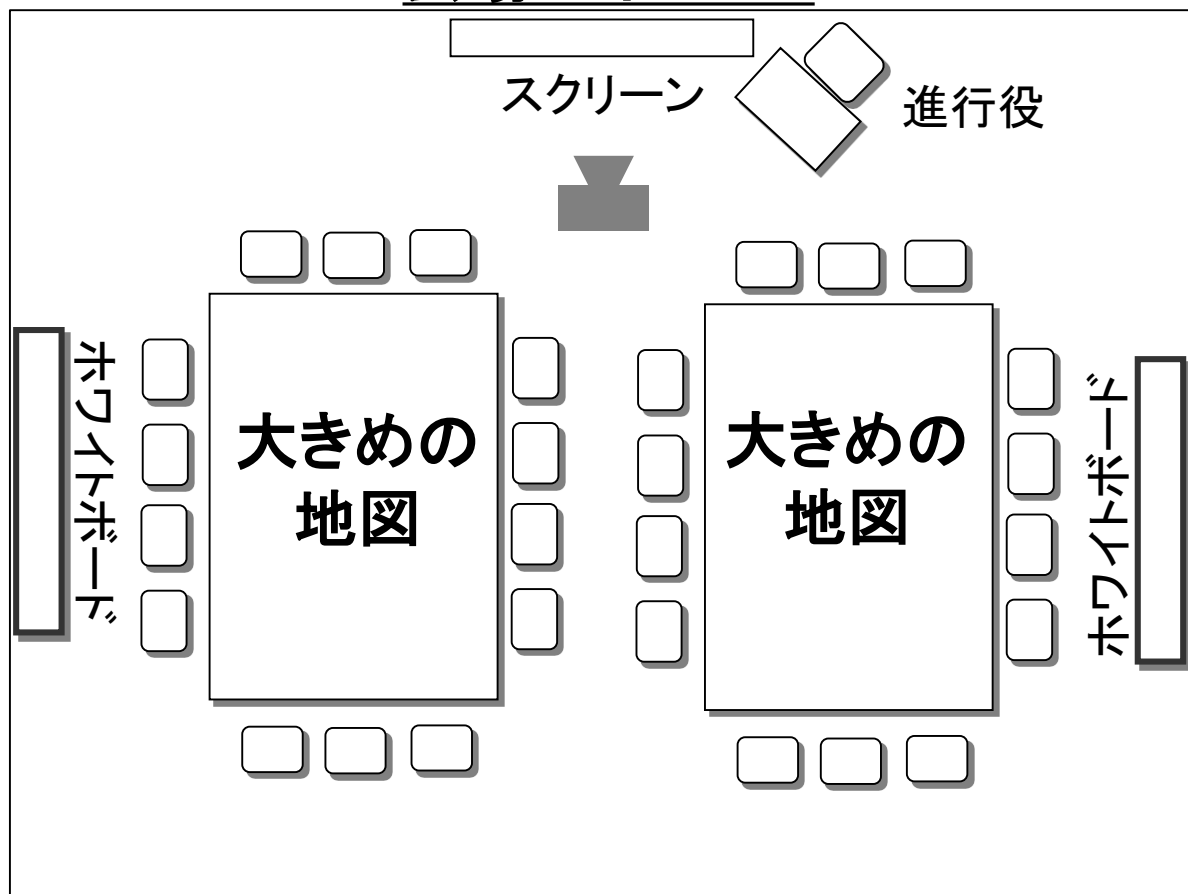 スクリーン
進行役
ホワイトボード
大きめの
地図
大きめの
地図
ホワイトボード